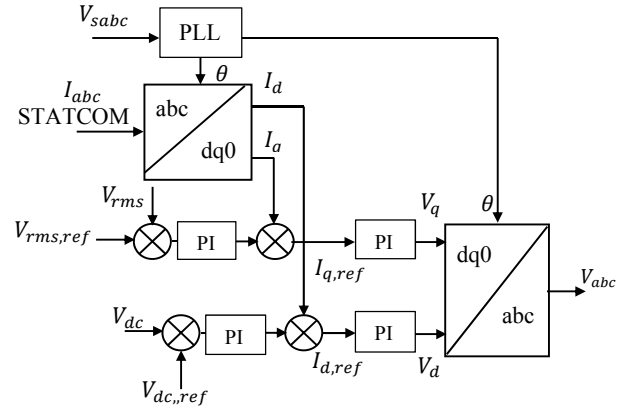 V_sabc
PLL
θ
I_abc
STATCOM
abc
dq0
I_d
I_a
V_rms
V_rms,ref
PI
I_q,ref
PI
V_q
θ
dq0
abc
V_abc
V_dc
PI
I_d,ref
PI
V_d
V_dc,,ref